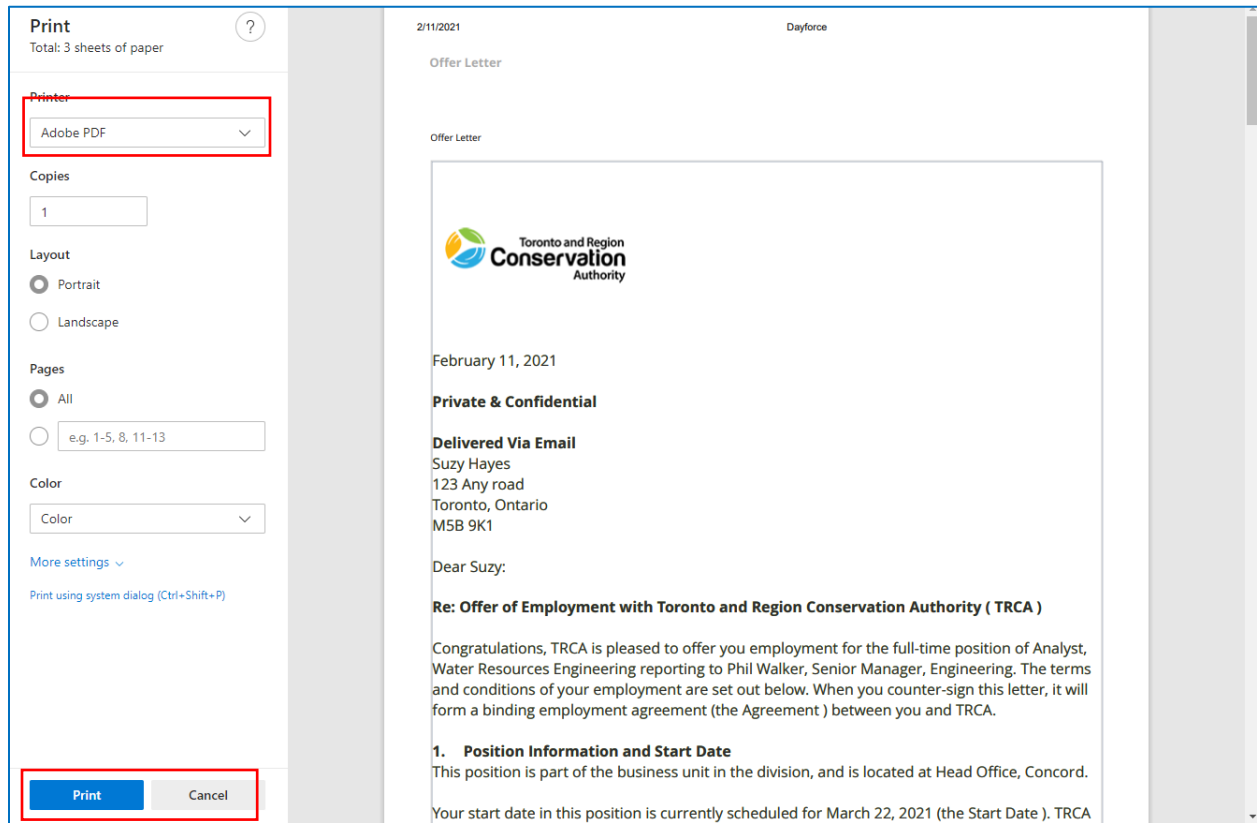 Print
Total: 3 sheets of paper
?
Printer
Adobe PDF
Copies
1
Layout
Portrait
Landscape
Pages
All
e.g. 1-5, 8, 11-13
Color
Color
More settings
Print using system dialog (Ctrl+Shift+P)
Print Cancel
2/11/2021 Dayforce
Offer Letter
Offer Letter
Toronto and Region
Conservation
Authority
February 11, 2021
Private & Confidential
Delivered Via Email
Suzy Hayes
123 Any road
Toronto, Ontario
M5B 9K1
Dear Suzy:
Re: Offer of Employment with Toronto and Region Conservation Authority ( TRCA )
Congratulations, TRCA is pleased to offer you employment for the full-time position of Analyst,
Water Resources Engineering reporting to Phil Walker, Senior Manager, Engineering. The terms
and conditions of your employment are set out below. When you counter-sign this letter, it will
form a binding employment agreement (the Agreement ) between you and TRCA.
1. Position Information and Start Date
This position is part of the business unit in the division, and is located at Head Office, Concord.
Your start date in this position is currently scheduled for March 22, 2021 (the Start Date ). TRCA